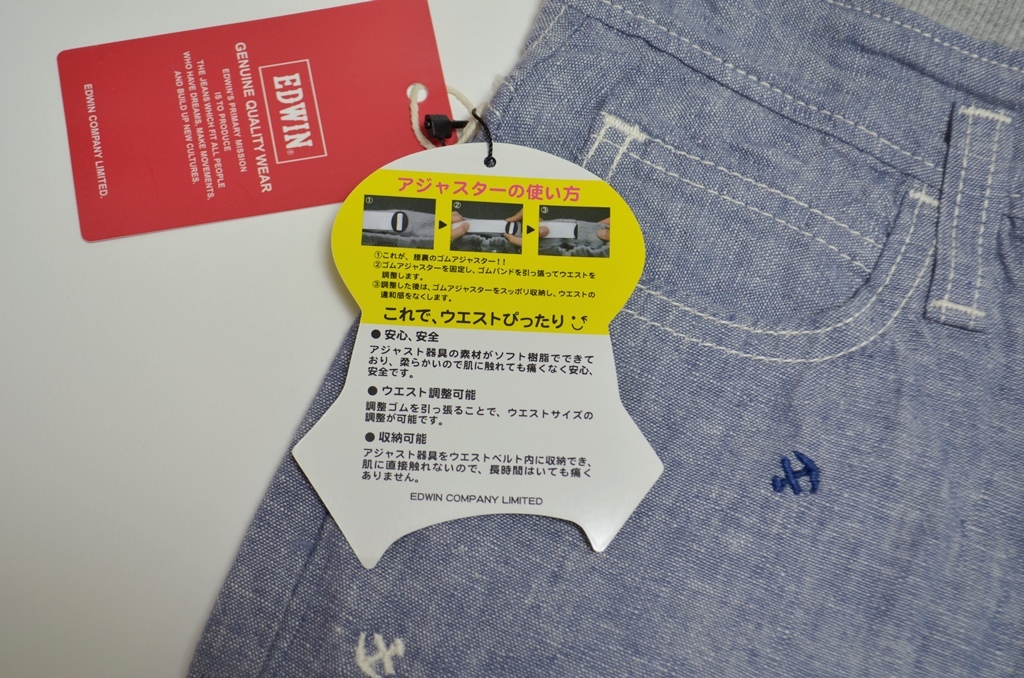 EDWIN®
GENUINE QUALITY WEAR
EDWIN'S PRIMARY MISSION
IS TO PRODUCE
THE JEANS WHICH FIT ALL PEOPLE
WHO HAVE DREAMS, MAKE MOVEMENTS,
AND BUILD UP NEW CULTURES.
EDWIN COMPANY LIMITED.
アジャスターの使い方
① ② ③
①これが、腰裏のゴムアジャスター!!
②ゴムアジャスターを固定し、ゴムバンドを引っ張ってウエストを
調整します。
③調整した後は、ゴムアジャスターをスッポリ収納し、ウエストの
違和感をなくします。
これで、ウエストぴったり
●安心、安全
アジャスト器具の素材がソフト樹脂でできて
おり、柔らかいので肌に触れても痛くなく安心、
安全です。
●ウエスト調整可能
調整ゴムを引っ張ることで、ウエストサイズの
調整が可能です。
●収納可能
アジャスト器具をウエストベルト内に収納でき、
肌に直接触れないので、長時間はいても痛く
ありません。
EDWIN COMPANY LIMITED